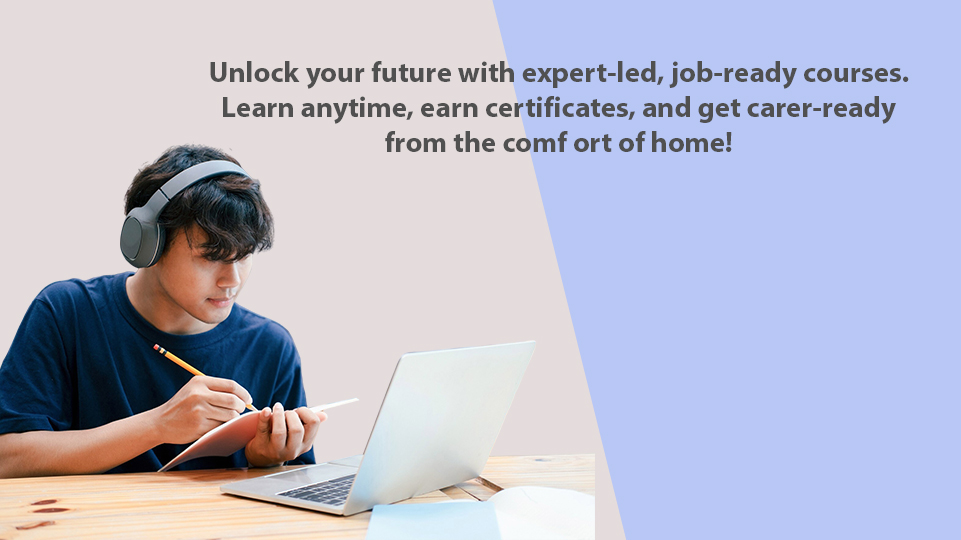 Unlock your future with expert-led, job-ready courses.
Learn anytime, earn certificates, and get carer-ready
from the comf ort of home!